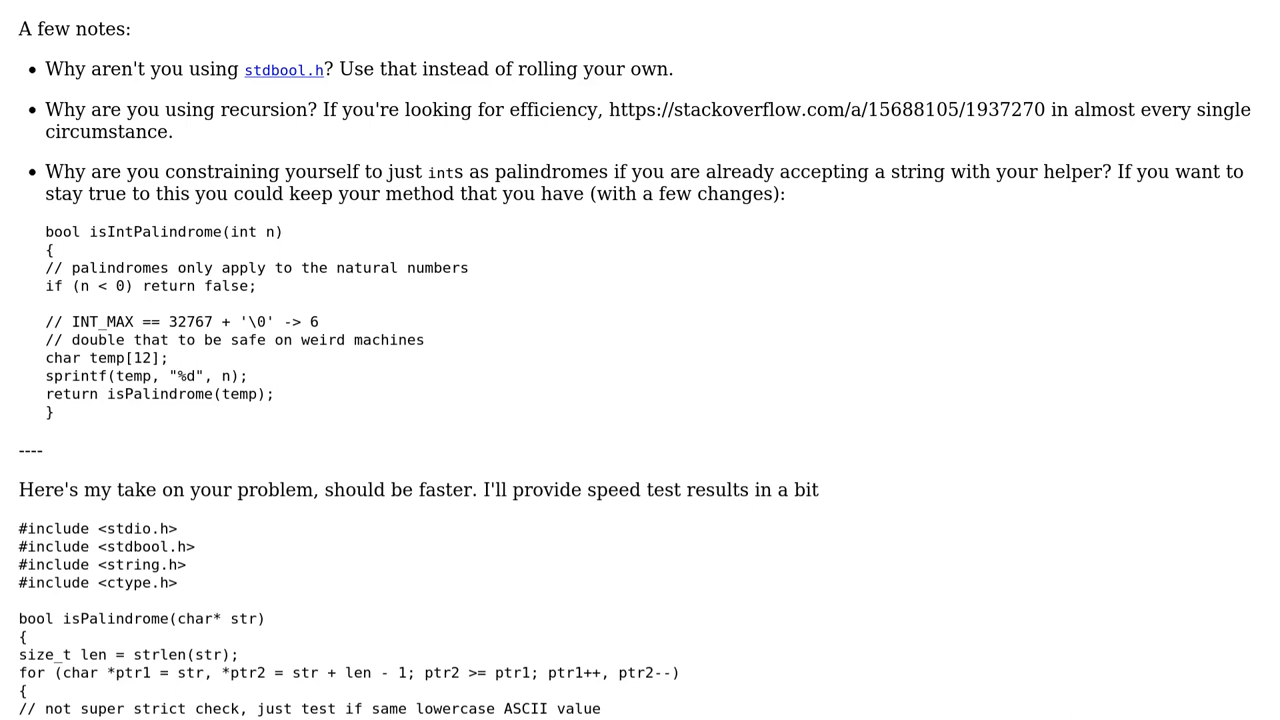 A few notes:
Why aren't you using stdbool.h? Use that instead of rolling your own.
Why are you using recursion? If you're looking for efficiency, https://stackoverflow.com/a/15688105/1937270 in almost every single
circumstance.
Why are you constraining yourself to just ints as palindromes if you are already accepting a string with your helper? If you want to
stay true to this you could keep your method that you have (with a few changes):
bool isIntPalindrome(int n)
{
// palindromes only apply to the natural numbers
if (n < 0) return false;
// INT_MAX == 32767 + '\0' -> 6
// double that to be safe on weird machines
char temp[12];
sprintf(temp, "%d", n);
return isPalindrome(temp);
}
----
Here's my take on your problem, should be faster. I'll provide speed test results in a bit
#include <stdio.h>
#include <stdbool.h>
#include <string.h>
#include <ctype.h>
bool isPalindrome(char* str)
{
size_t len = strlen(str);
for (char *ptr1 = str, *ptr2 = str + len - 1; ptr2 >= ptr1; ptr1++, ptr2--)
{
// not super strict check, just test if same lowercase ASCII value